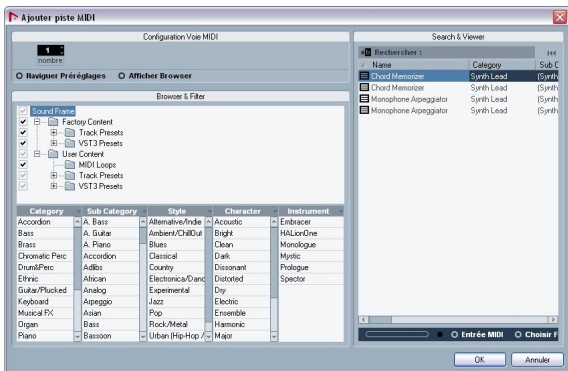 Ajouter piste MIDI
Configuration Voie MIDI
1
nombre
Naviguer Préréglages Afficher Browser
Browser & Filter
Sound Frame
Factory Content
Track Presets
VST3 Presets
User Content
MIDI Loops
Track Presets
VST3 Presets
Category Sub Category Style Character Instrument
Accordion A. Bass Alternative/Indie Acoustic Embracer
Bass A. Guitar Ambient/ChillOut Bright HALionOne
Brass A. Piano Blues Clean Monologue
Chromatic Perc Accordion Classical Dark Mystic
Drum&Perc Adlibs Country Dissonant Prologue
Ethnic African Electronica/Danc Distorted Spector
Guitar/Plucked Analog Experimental Dry
Keyboard Arpeggio Jazz Electric
Musical FX Asian Pop Ensemble
Organ Bass Rock/Metal Harmonic
Piano Bassoon Urban (Hip-Hop / Major
Search & Viewer
Rechercher :
Name Category Sub C
Chord Memorizer Synth Lead (Synth
Chord Memorizer Synth Lead (Synth
Monophone Arpeggiator Synth Lead (Synth
Monophone Arpeggiator Synth Lead (Synth
Entrée MIDI Choisir F
OK Annuler